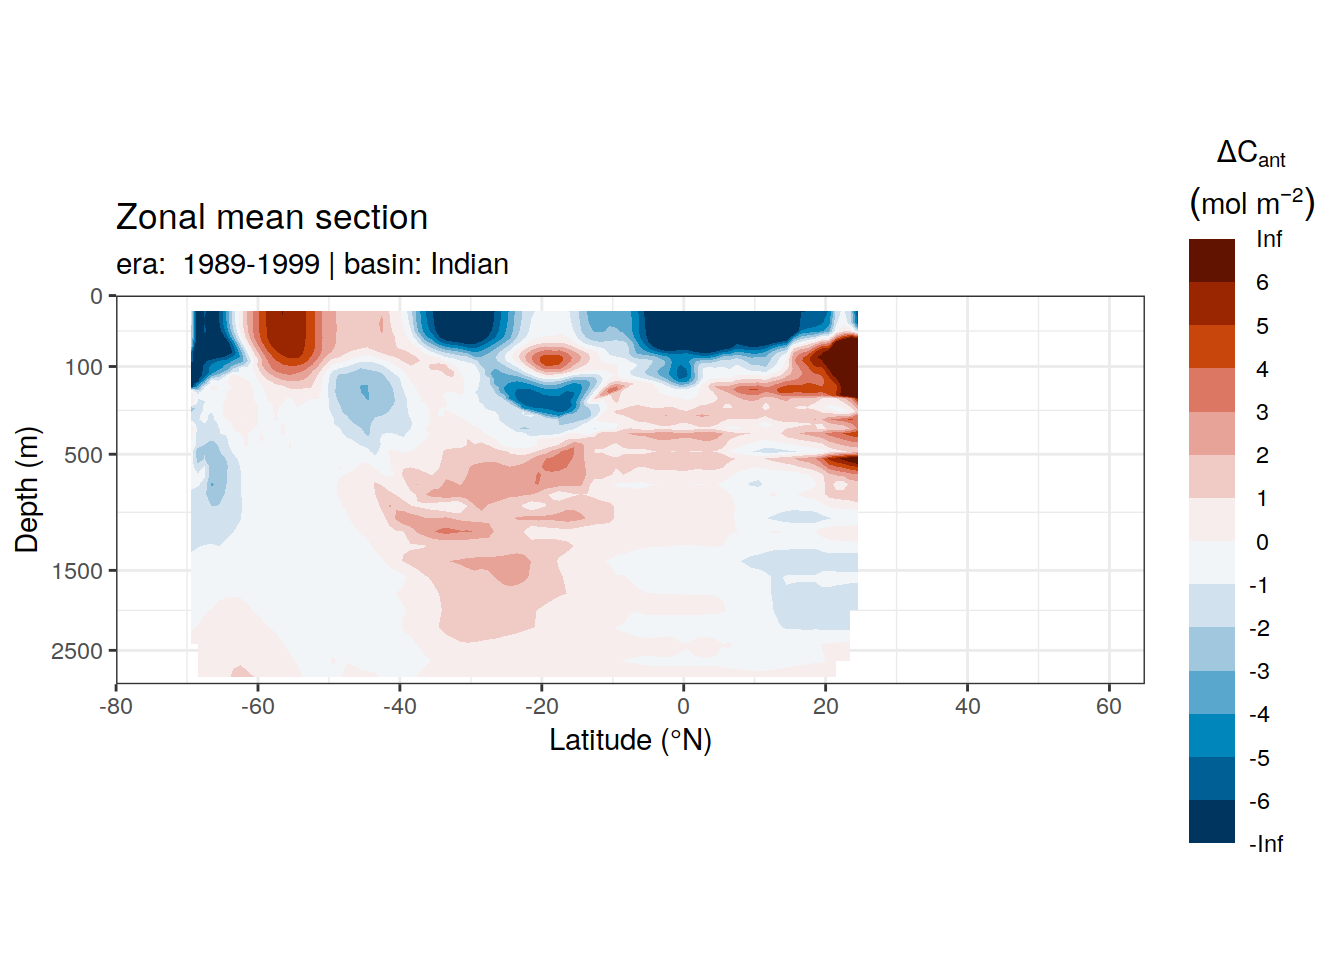 Zonal mean section
era:  1989-1999 | basin: Indian
ΔCant
(mol m⁻²)
Inf
6
5
4
3
2
1
0
-1
-2
-3
-4
-5
-6
-Inf
Depth (m)
0
100
500
1500
2500
-80 -60 -40 -20 0 20 40 60
Latitude (°N)